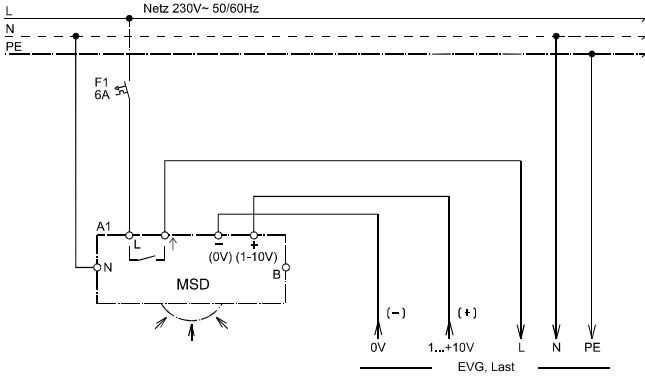 L
Netz 230V~ 50/60Hz
N
PE
F1
6A
A1
L
–
+
(0V) (1-10V)
N
B
MSD
(–)
(+)
0V
1...+10V
L
N
PE
EVG, Last